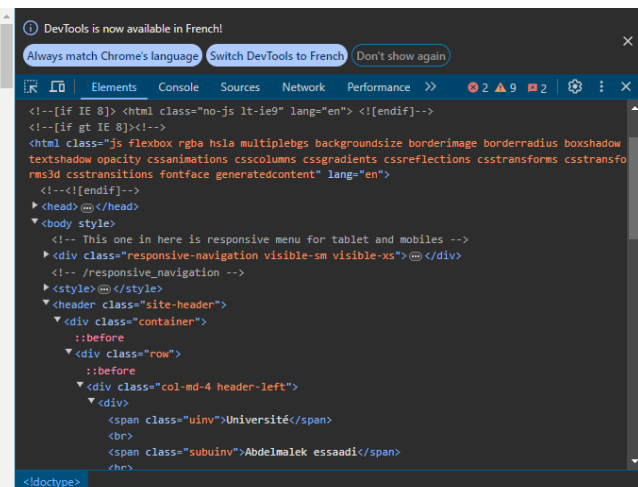 DevTools is now available in French!
Always match Chrome's language Switch DevTools to French Don't show again
Elements Console Sources Network Performance 2 9 2
<!--[if IE 8]> <html class="no-js lt-ie9" lang="en"> <![endif]-->
<!--[if gt IE 8]><!-->
<html class="js flexbox rgba hsla multiplebgs backgroundsize borderimage borderradius boxshadow
textshadow opacity cssanimations csscolumns cssgradients cssreflections csstransforms csstransfo
rms3d csstransitions fontface generatedcontent" lang="en">
<!--<![endif]-->
<head> … </head>
<body style>
<!-- This one in here is responsive menu for tablet and mobiles -->
<div class="responsive-navigation visible-sm visible-xs"> … </div>
<!-- /responsive_navigation -->
<style> … </style>
<header class="site-header">
<div class="container">
::before
<div class="row">
::before
<div class="col-md-4 header-left">
<div>
<span class="uinv">Université</span>
<br>
<span class="subuinv">Abdelmalek essaadi</span>
<br>
<!doctype>